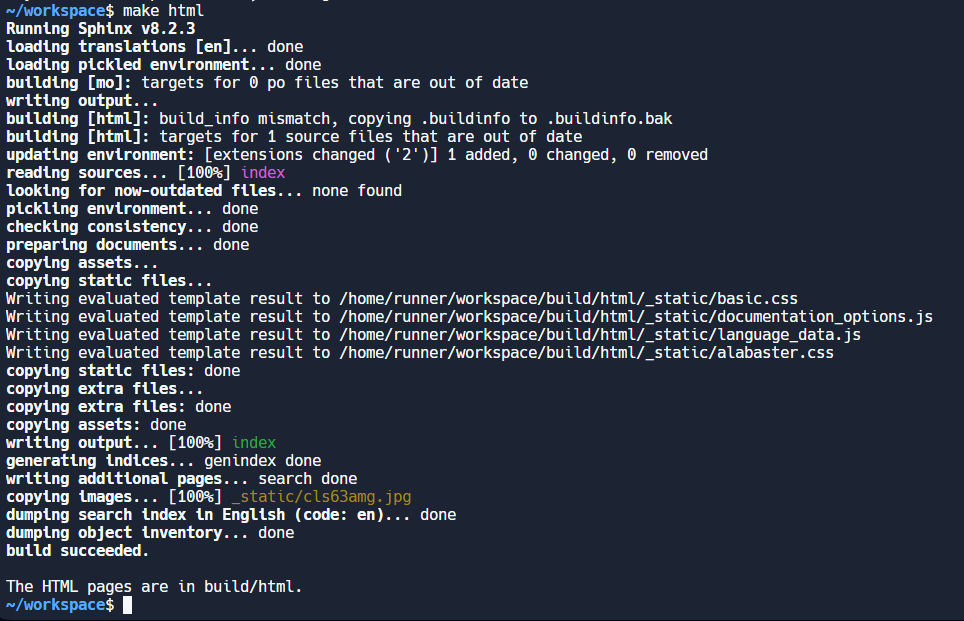 ~/workspace$ make html
Running Sphinx v8.2.3
loading translations [en]... done
loading pickled environment... done
building [mo]: targets for 0 po files that are out of date
writing output...
building [html]: build_info mismatch, copying .buildinfo to .buildinfo.bak
building [html]: targets for 1 source files that are out of date
updating environment: [extensions changed ('2')] 1 added, 0 changed, 0 removed
reading sources... [100%] index
looking for now-outdated files... none found
pickling environment... done
checking consistency... done
preparing documents... done
copying assets...
copying static files...
Writing evaluated template result to /home/runner/workspace/build/html/_static/basic.css
Writing evaluated template result to /home/runner/workspace/build/html/_static/documentation_options.js
Writing evaluated template result to /home/runner/workspace/build/html/_static/language_data.js
Writing evaluated template result to /home/runner/workspace/build/html/_static/alabaster.css
copying static files: done
copying extra files...
copying extra files: done
copying assets: done
writing output... [100%] index
generating indices... genindex done
writing additional pages... search done
copying images... [100%] _static/cls63amg.jpg
dumping search index in English (code: en)... done
dumping object inventory... done
build succeeded.
The HTML pages are in build/html.
~/workspace$